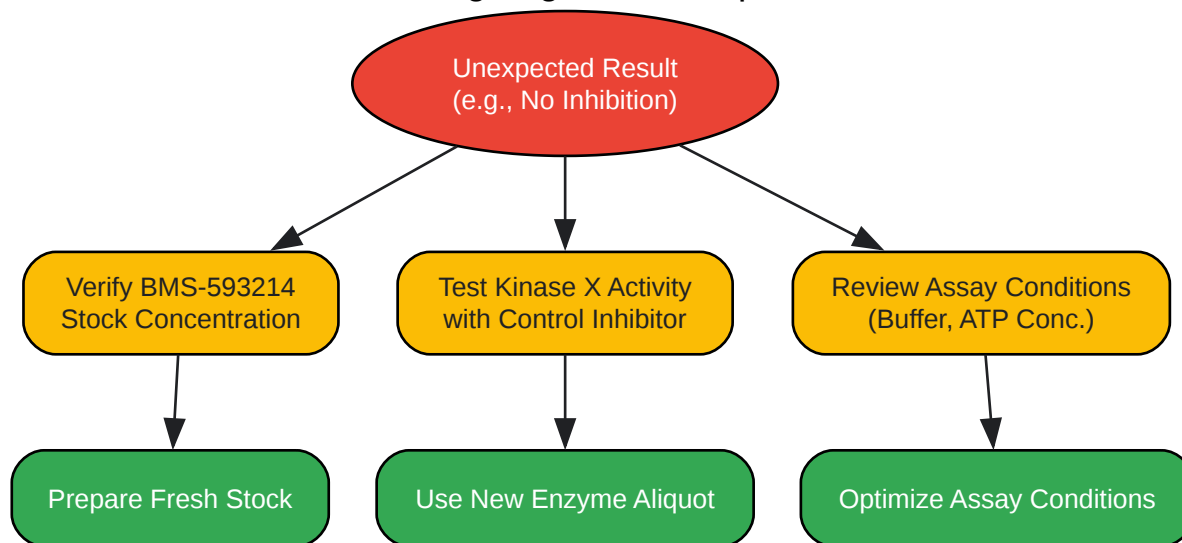 Unexpected Result
(e.g., No Inhibition)
Verify BMS-593214
Stock Concentration
Test Kinase X Activity
with Control Inhibitor
Review Assay Conditions
(Buffer, ATP Conc.)
Prepare Fresh Stock
Use New Enzyme Aliquot
Optimize Assay Conditions